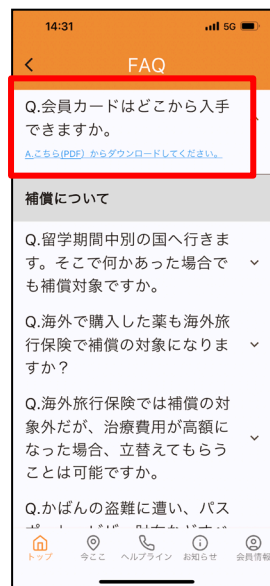 14:31
5G
FAQ
Q.会員カードはどこから入手
できますか。
A.こちら(PDF) からダウンロードしてください。
補償について
Q.留学期間中別の国へ行きま
す。そこで何かあった場合で
も補償対象ですか。
Q.海外で購入した薬も海外旅
行保険で補償の対象になりま
すか？
Q.海外旅行保険では補償の対
象外だが、治療費用が高額に
なった場合、立替えてもらう
ことは可能ですか。
Q.かばんの盗難に遭い、パス
トップ
今ここ
ヘルプライン
お知らせ
会員情報